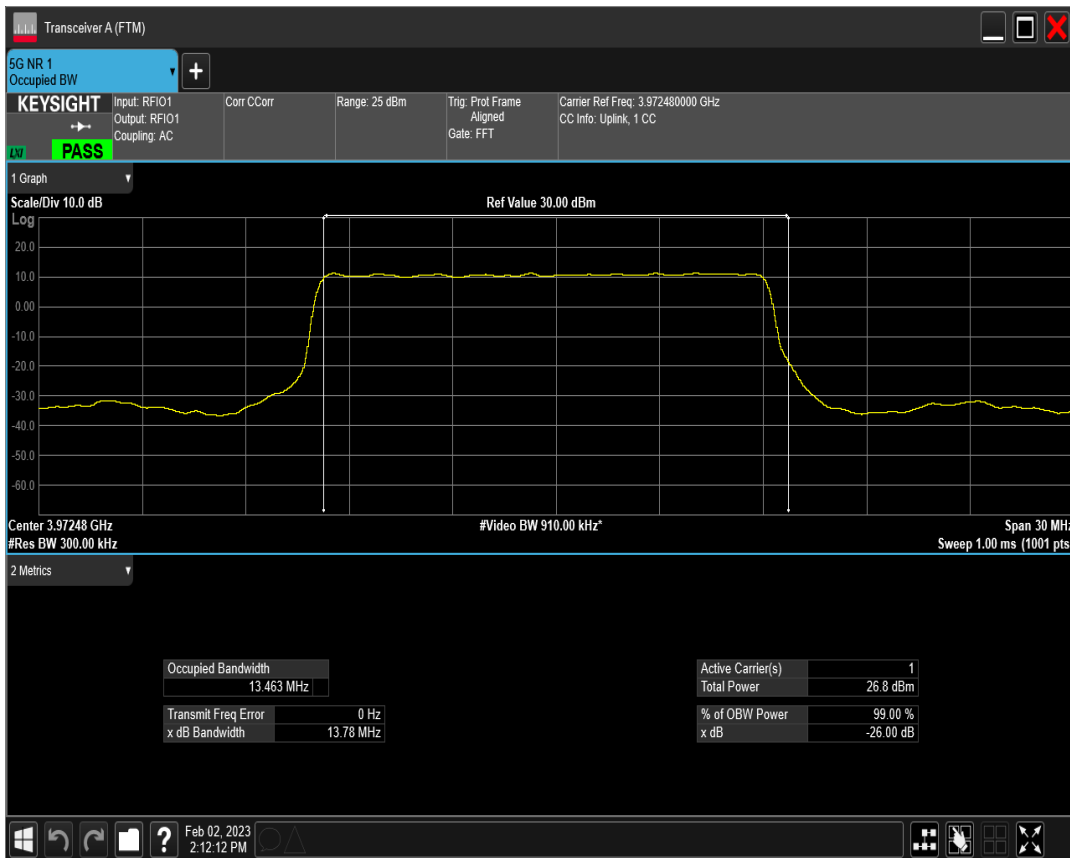 Transceiver A (FTM)
5G NR 1
Occupied BW
+
KEYSIGHT
LXI
PASS
Input: RFIO1
Output: RFIO1
Coupling: AC
Corr CCorr
Range: 25 dBm
Trig: Prot Frame
Aligned
Gate: FFT
Carrier Ref Freq: 3.972480000 GHz
CC Info: Uplink, 1 CC
1 Graph
Scale/Div 10.0 dB
Ref Value 30.00 dBm
Log
20.0
10.0
0.00
-10.0
-20.0
-30.0
-40.0
-50.0
-60.0
Center 3.97248 GHz
#Video BW 910.00 kHz*
Span 30 MHz
#Res BW 300.00 kHz
Sweep 1.00 ms (1001 pts
2 Metrics
Occupied Bandwidth
13.463 MHz
Transmit Freq Error 0 Hz
x dB Bandwidth 13.78 MHz
Active Carrier(s) 1
Total Power 26.8 dBm
% of OBW Power 99.00 %
x dB -26.00 dB
?
Feb 02, 2023
2:12:12 PM